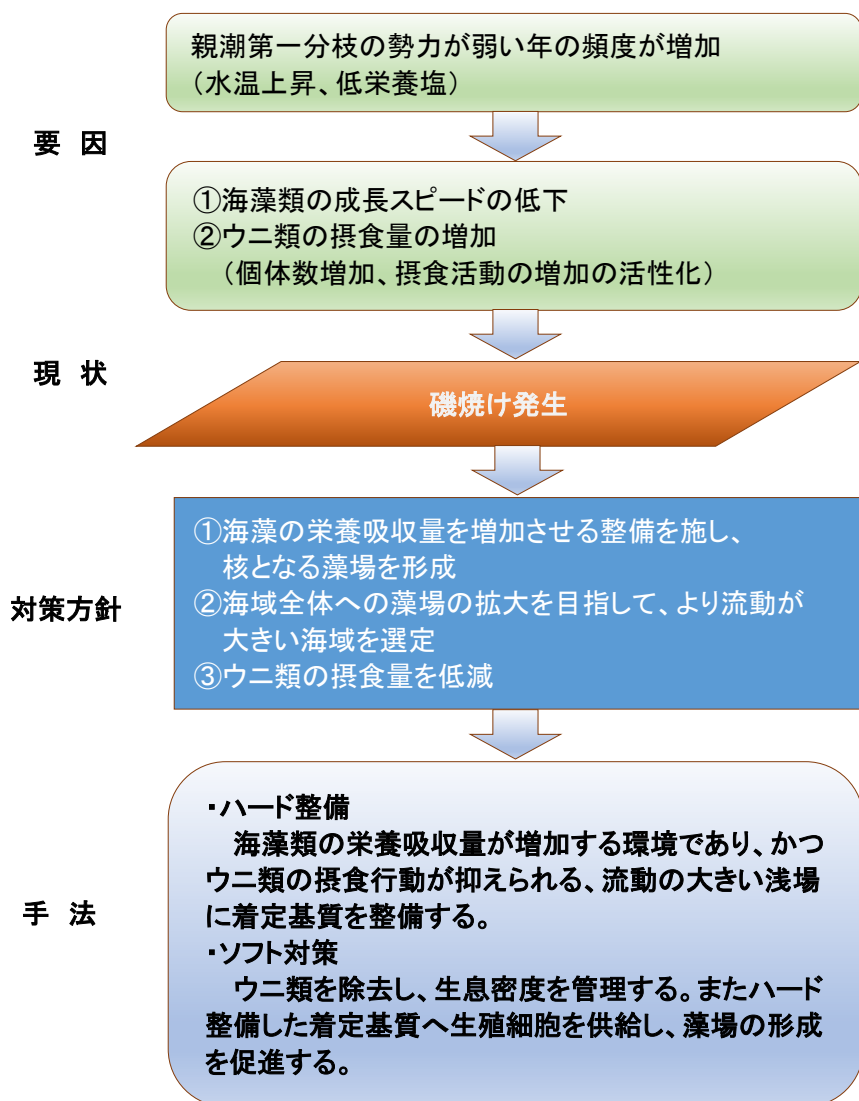 親潮第一分枝の勢力が弱い年の頻度が増加
（水温上昇、低栄養塩）
要 因
①海藻類の成長スピードの低下
②ウニ類の摂食量の増加
（個体数増加、摂食活動の増加の活性化）
現 状
磯焼け発生
①海藻の栄養吸収量を増加させる整備を施し、
核となる藻場を形成
対策方針
②海域全体への藻場の拡大を目指して、より流動が
大きい海域を選定
③ウニ類の摂食量を低減
・ハード整備
海藻類の栄養吸収量が増加する環境であり、かつ
ウニ類の摂食行動が抑えられる、流動の大きい浅場
に着定基質を整備する。
手 法
・ソフト対策
ウニ類を除去し、生息密度を管理する。またハード
整備した着定基質へ生殖細胞を供給し、藻場の形成
を促進する。